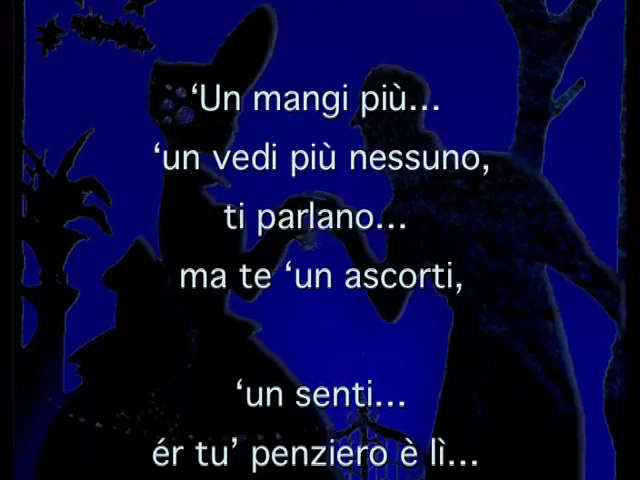 ‘Un mangi più...
‘un vedi più nessuno,
ti parlano...
ma te ‘un ascorti,
‘un senti...
ér tu’ penziero è lì...